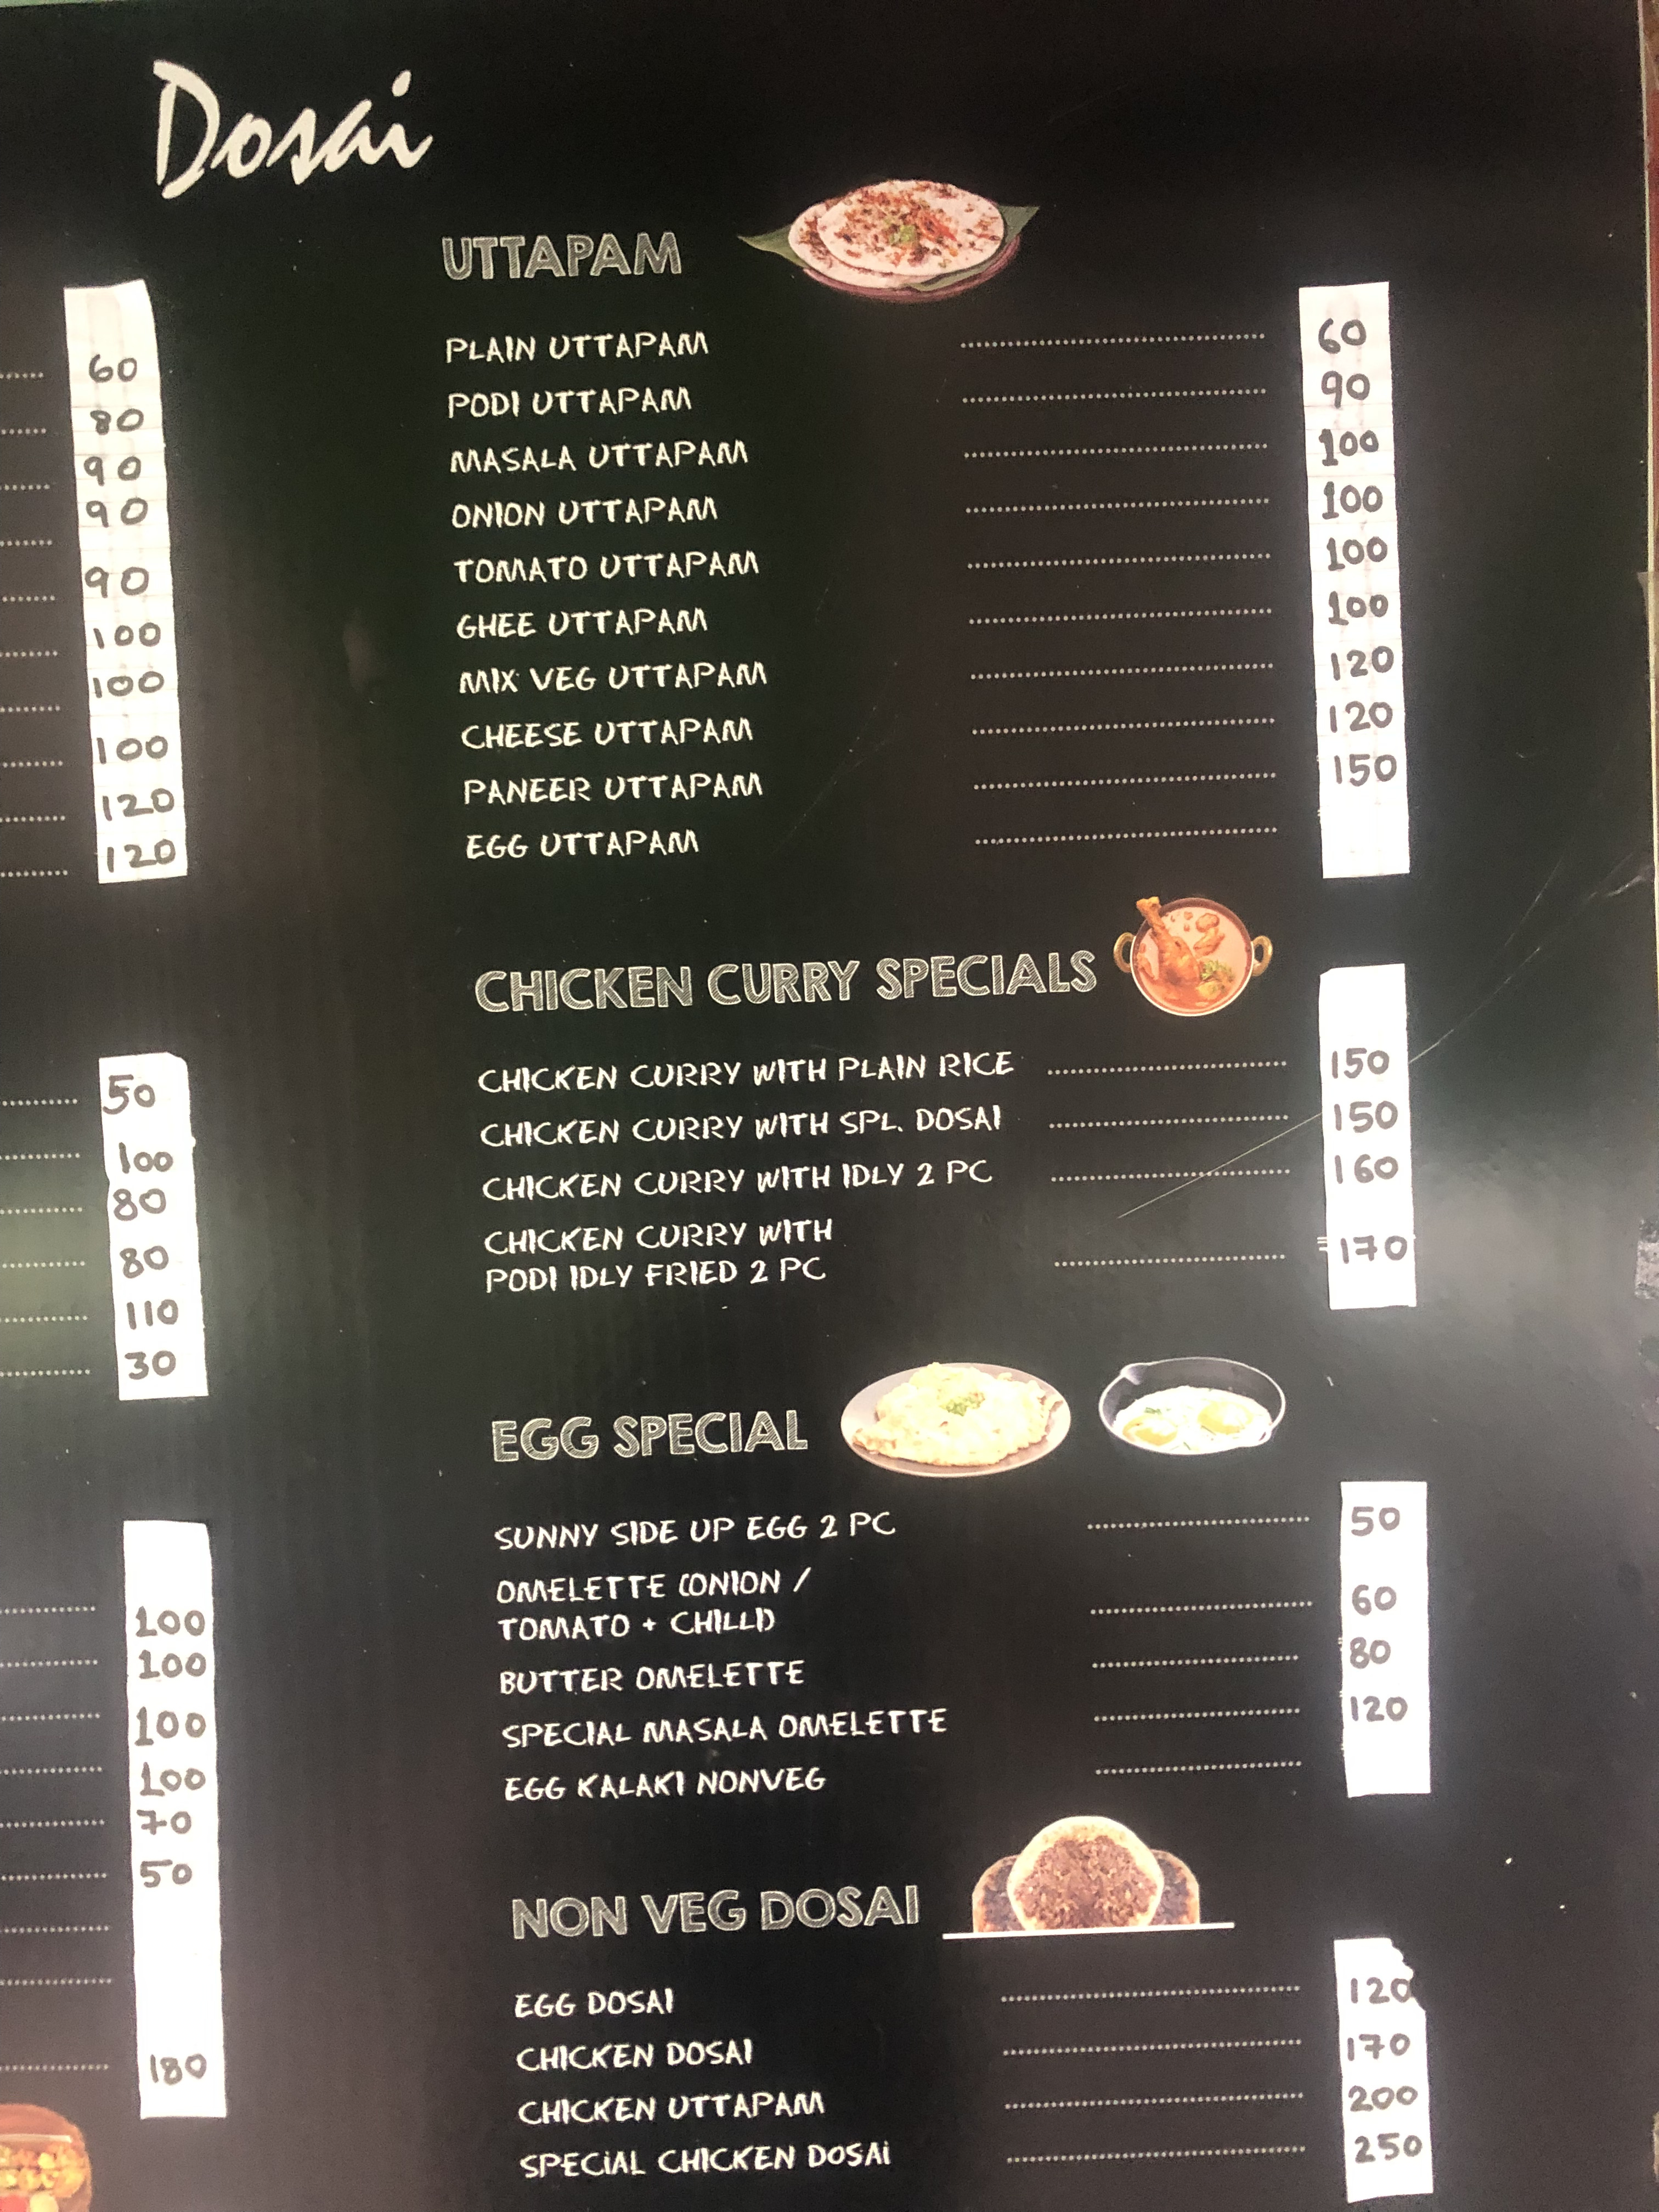 Dosai
60
80
90
90
90
100
100
100
120
120
50
100
80
80
110
30
100
100
100
100
70
50
180
UTTAPAM
PLAIN UTTAPAM 60
PODI UTTAPAM 90
MASALA UTTAPAM 100
ONION UTTAPAM 100
TOMATO UTTAPAM 100
GHEE UTTAPAM 100
MIX VEG UTTAPAM 120
CHEESE UTTAPAM 120
PANEER UTTAPAM 150
EGG UTTAPAM
CHICKEN CURRY SPECIALS
CHICKEN CURRY WITH PLAIN RICE 150
CHICKEN CURRY WITH SPL. DOSAI 150
CHICKEN CURRY WITH IDLY 2 PC 160
CHICKEN CURRY WITH
PODI IDLY FRIED 2 PC 170
EGG SPECIAL
SUNNY SIDE UP EGG 2 PC 50
OMELETTE (ONION /
TOMATO + CHILLI) 60
BUTTER OMELETTE 80
SPECIAL MASALA OMELETTE 120
EGG KALAKI NONVEG
NON VEG DOSAI
EGG DOSAI 120
CHICKEN DOSAI 170
CHICKEN UTTAPAM 200
SPECIAL CHICKEN DOSAi 250